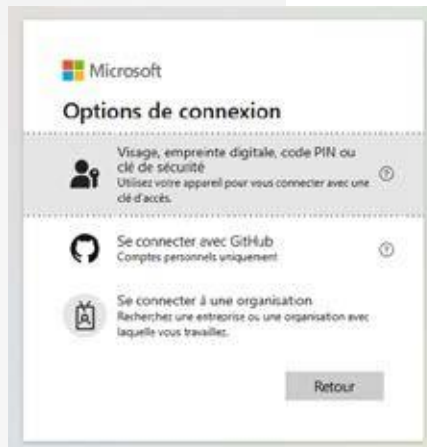 Microsoft
Options de connexion
Visage, empreinte digitale, code PIN ou
clé de sécurité
Utilisez votre appareil pour vous connecter avec une
clé d'accès.
Se connecter avec GitHub
Comptes personnels uniquement
Se connecter à une organisation
Recherchez une entreprise ou une organisation avec
laquelle vous travaillez.
Retour